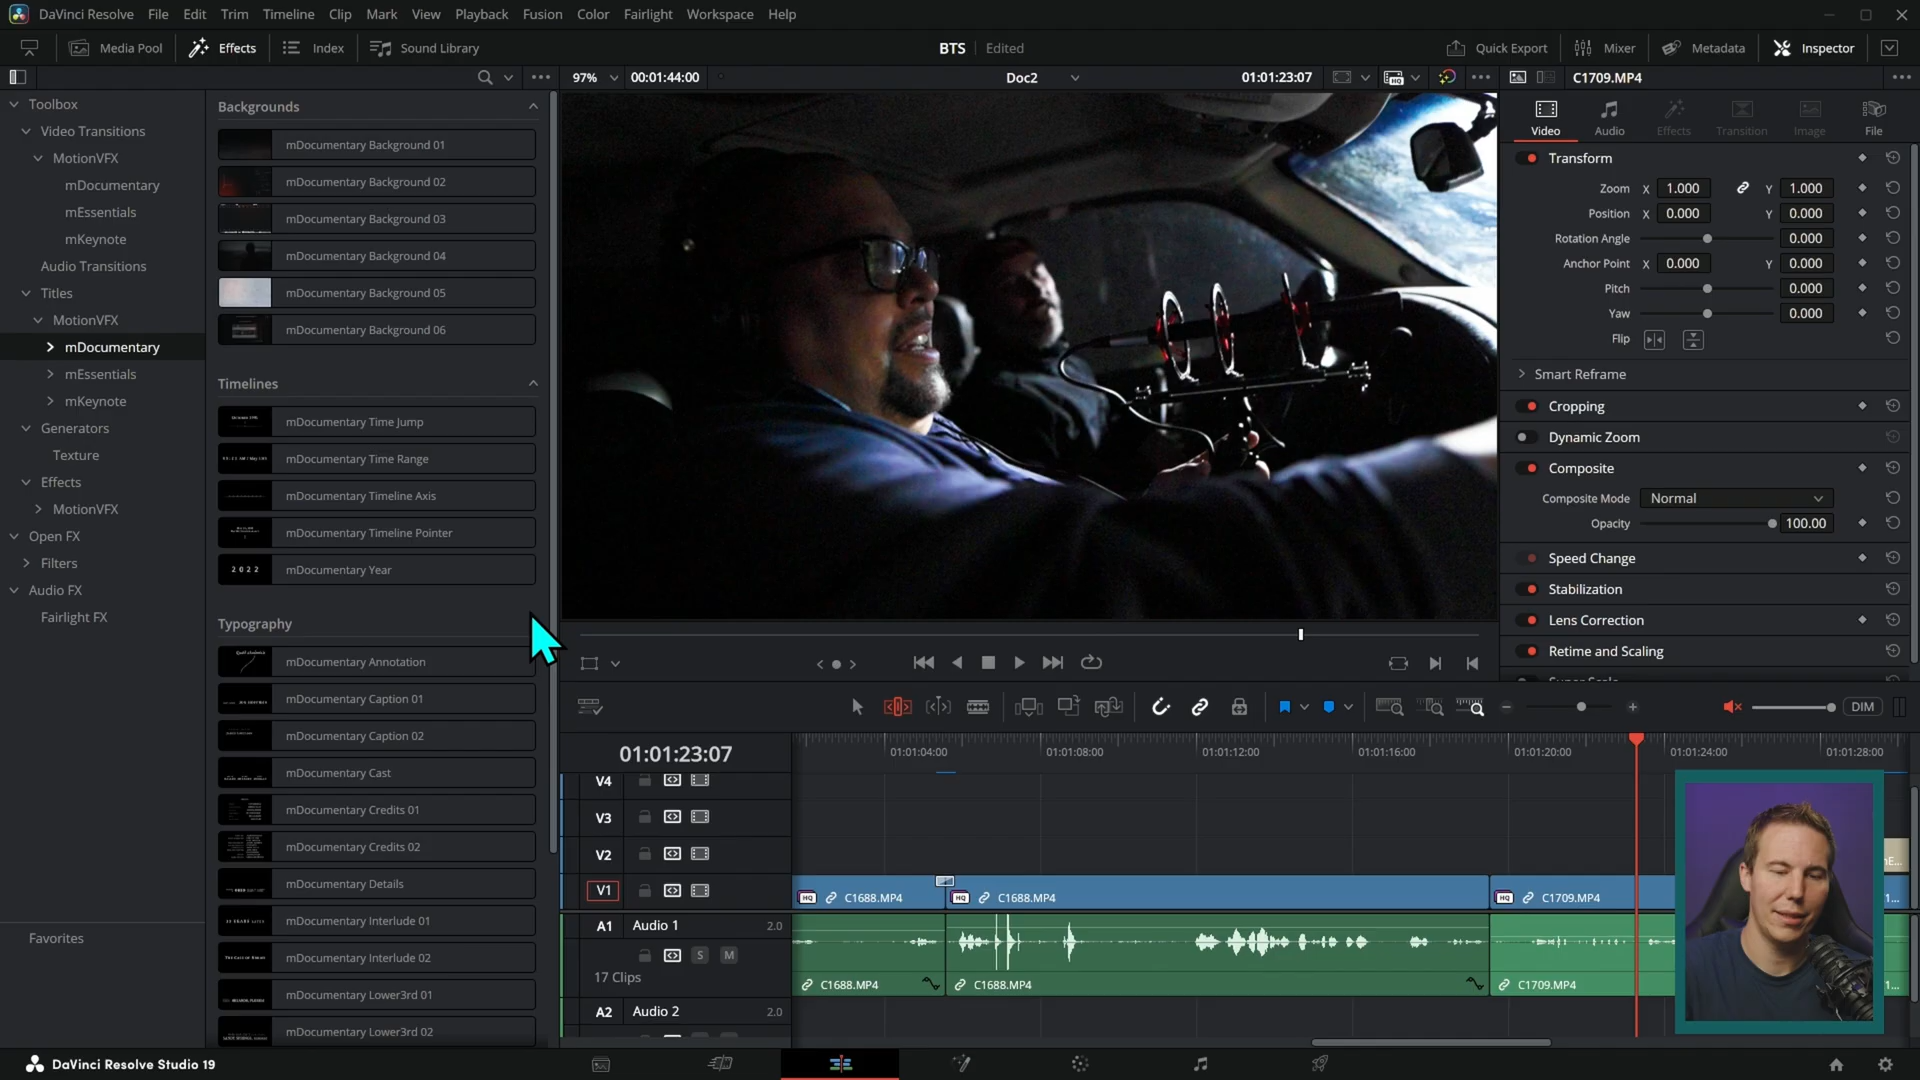 DaVinci Resolve File Edit Trim Timeline Clip Mark View Playback Fusion Color Fairlight Workspace Help
Media Pool Effects Index Sound Library BTS Edited Quick Export Mixer Metadata Inspector
97% 00:01:44:00 Doc2 01:01:23:07 C1709.MP4
Toolbox
Video Transitions
MotionVFX
mDocumentary
mEssentials
mKeynote
Audio Transitions
Titles
MotionVFX
mDocumentary
mEssentials
mKeynote
Generators
Texture
Effects
MotionVFX
Open FX
Filters
Audio FX
Fairlight FX
Favorites
Backgrounds
mDocumentary Background 01
mDocumentary Background 02
mDocumentary Background 03
mDocumentary Background 04
mDocumentary Background 05
mDocumentary Background 06
Timelines
mDocumentary Time Jump
mDocumentary Time Range
mDocumentary Timeline Axis
mDocumentary Timeline Pointer
2022 mDocumentary Year
Typography
mDocumentary Annotation
mDocumentary Caption 01
mDocumentary Caption 02
mDocumentary Cast
mDocumentary Credits 01
mDocumentary Credits 02
mDocumentary Details
mDocumentary Interlude 01
mDocumentary Interlude 02
mDocumentary Lower3rd 01
mDocumentary Lower3rd 02
Video Audio Effects Transition Image File
Transform
Zoom X 1.000 Y 1.000
Position X 0.000 Y 0.000
Rotation Angle 0.000
Anchor Point X 0.000 Y 0.000
Pitch 0.000
Yaw 0.000
Flip
Smart Reframe
Cropping
Dynamic Zoom
Composite
Composite Mode Normal
Opacity 100.00
Speed Change
Stabilization
Lens Correction
Retime and Scaling
Super Scale
DIM
01:01:23:07
01:01:04:00 01:01:08:00 01:01:12:00 01:01:16:00 01:01:20:00 01:01:24:00 01:01:28:00
V4
V3
V2
V1 HQ C1688.MP4 HQ C1688.MP4 HQ C1709.MP4
A1 Audio 1 2.0
S M
17 Clips
C1688.MP4 C1688.MP4 C1709.MP4
A2 Audio 2 2.0
DaVinci Resolve Studio 19